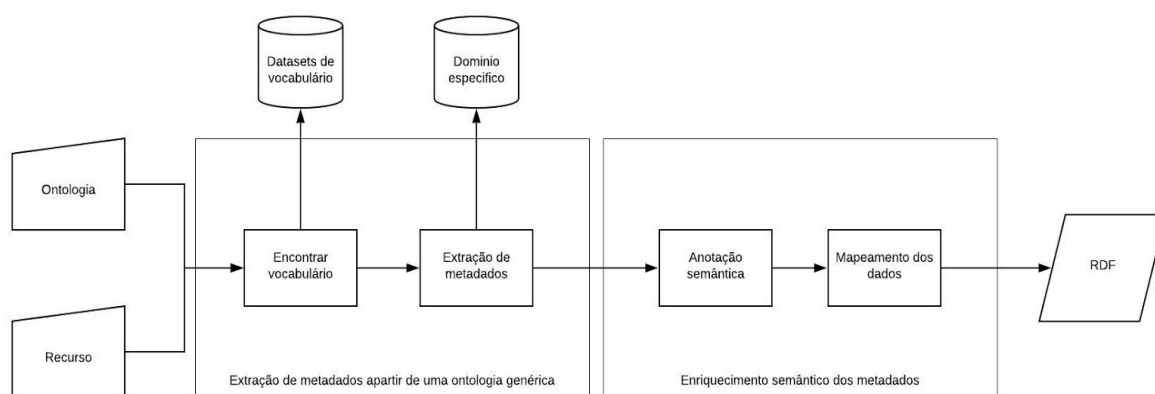 Datasets de
vocabulário
Dominio
especifico
Ontologia
Encontrar
vocabulário
Extração de
metadados
Anotação
semântica
Mapeamento dos
dados
RDF
Recurso
Extração de metadados apartir de uma ontologia genérica
Enriquecimento semântico dos metadados